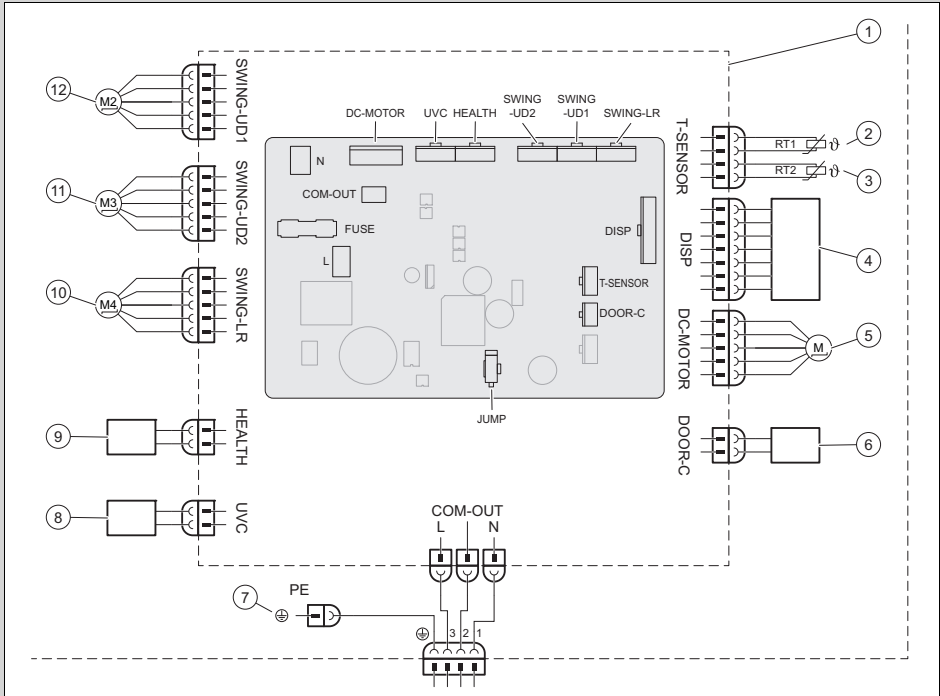 1
12
M2
SWING-UD1
11
M3
SWING-UD2
10
M4
SWING-LR
9
HEALTH
8
UVC
DC-MOTOR
UVC
HEALTH
SWING
-UD2
SWING
-UD1
SWING-LR
N
COM-OUT
FUSE
L
DISP
T-SENSOR
DOOR-C
JUMP
T-SENSOR
RT1
ϑ
2
RT2
ϑ
3
DISP
4
DC-MOTOR
M
5
DOOR-C
6
COM-OUT
L
N
7
PE
3
2
1